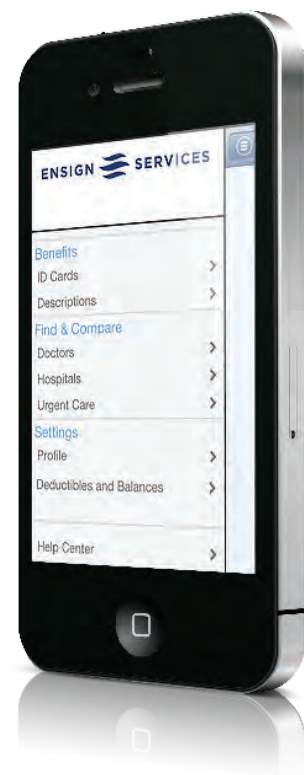 ENSIGN SERVICES
Benefits
ID Cards
Descriptions
Find & Compare
Doctors
Hospitals
Urgent Care
Settings
Profile
Deductibles and Balances
Help Center